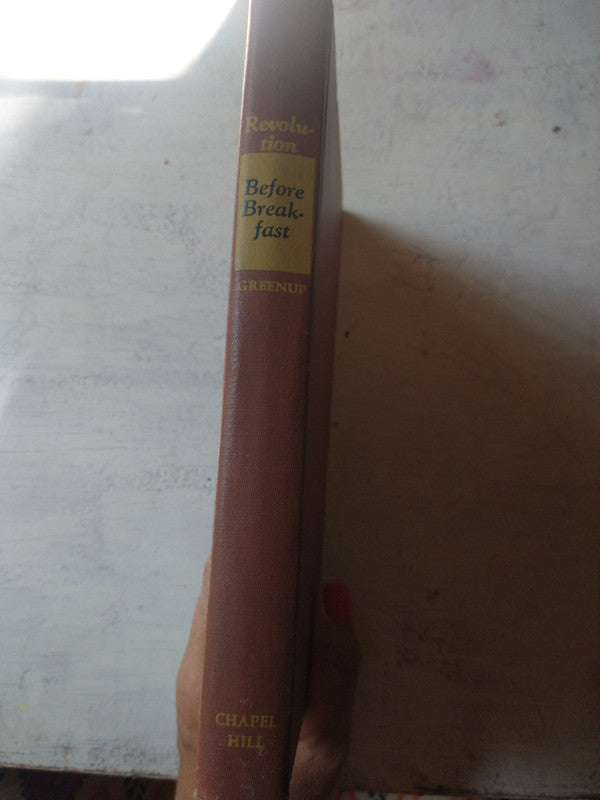 Revolu-
tion
Before
Break-
fast
GREENUP
CHAPEL
HILL